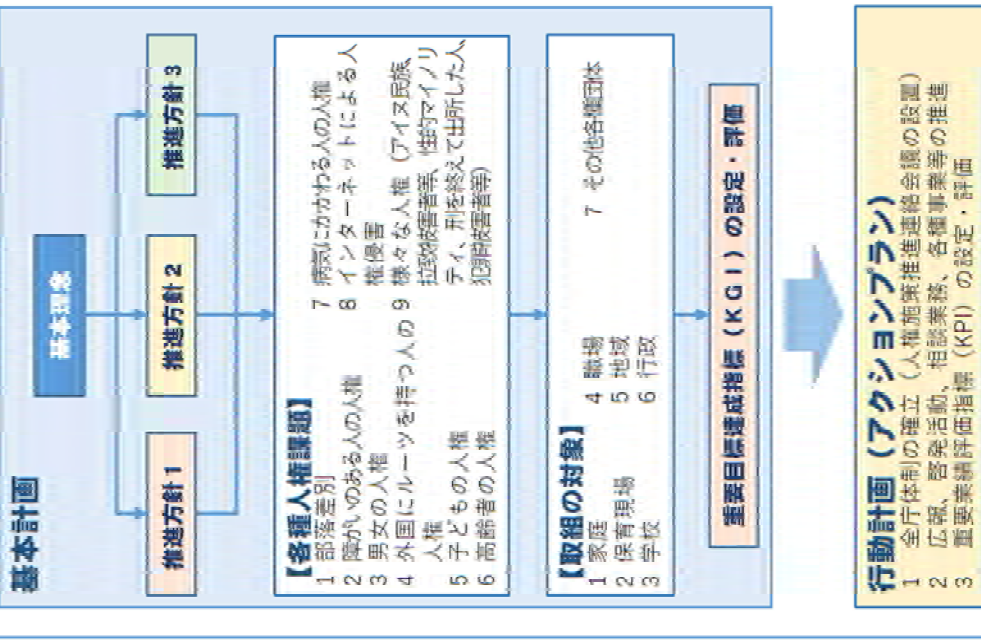 基本計画
基本理念
推進方針1
推進方針2
推進方針3
【各種人権課題】
1 部落差別
2 障がいのある人の人権
3 男女の人権
4 外国にルーツを持つ人の
人権
5 子どもの人権
6 高齢者の人権
7 病気にかかわる人の人権
8 インターネットによる人
権侵害
9 様々な人権（アイヌ民族、
拉致被害者等、性的マイノリ
ティ、刑を終えて出所した人、
犯罪被害者等）
【取組の対象】
1 家庭
2 保育現場
3 学校
4 職場
5 地域
6 行政
7 その他各種団体
重要目標達成指標（KGI）の設定・評価
行動計画（アクションプラン）
1 全庁体制の確立（人権施策推進連絡会議の設置）
2 広報、啓発活動、相談業務、各種事業等の推進
3 重要業績評価指標（KPI）の設定・評価